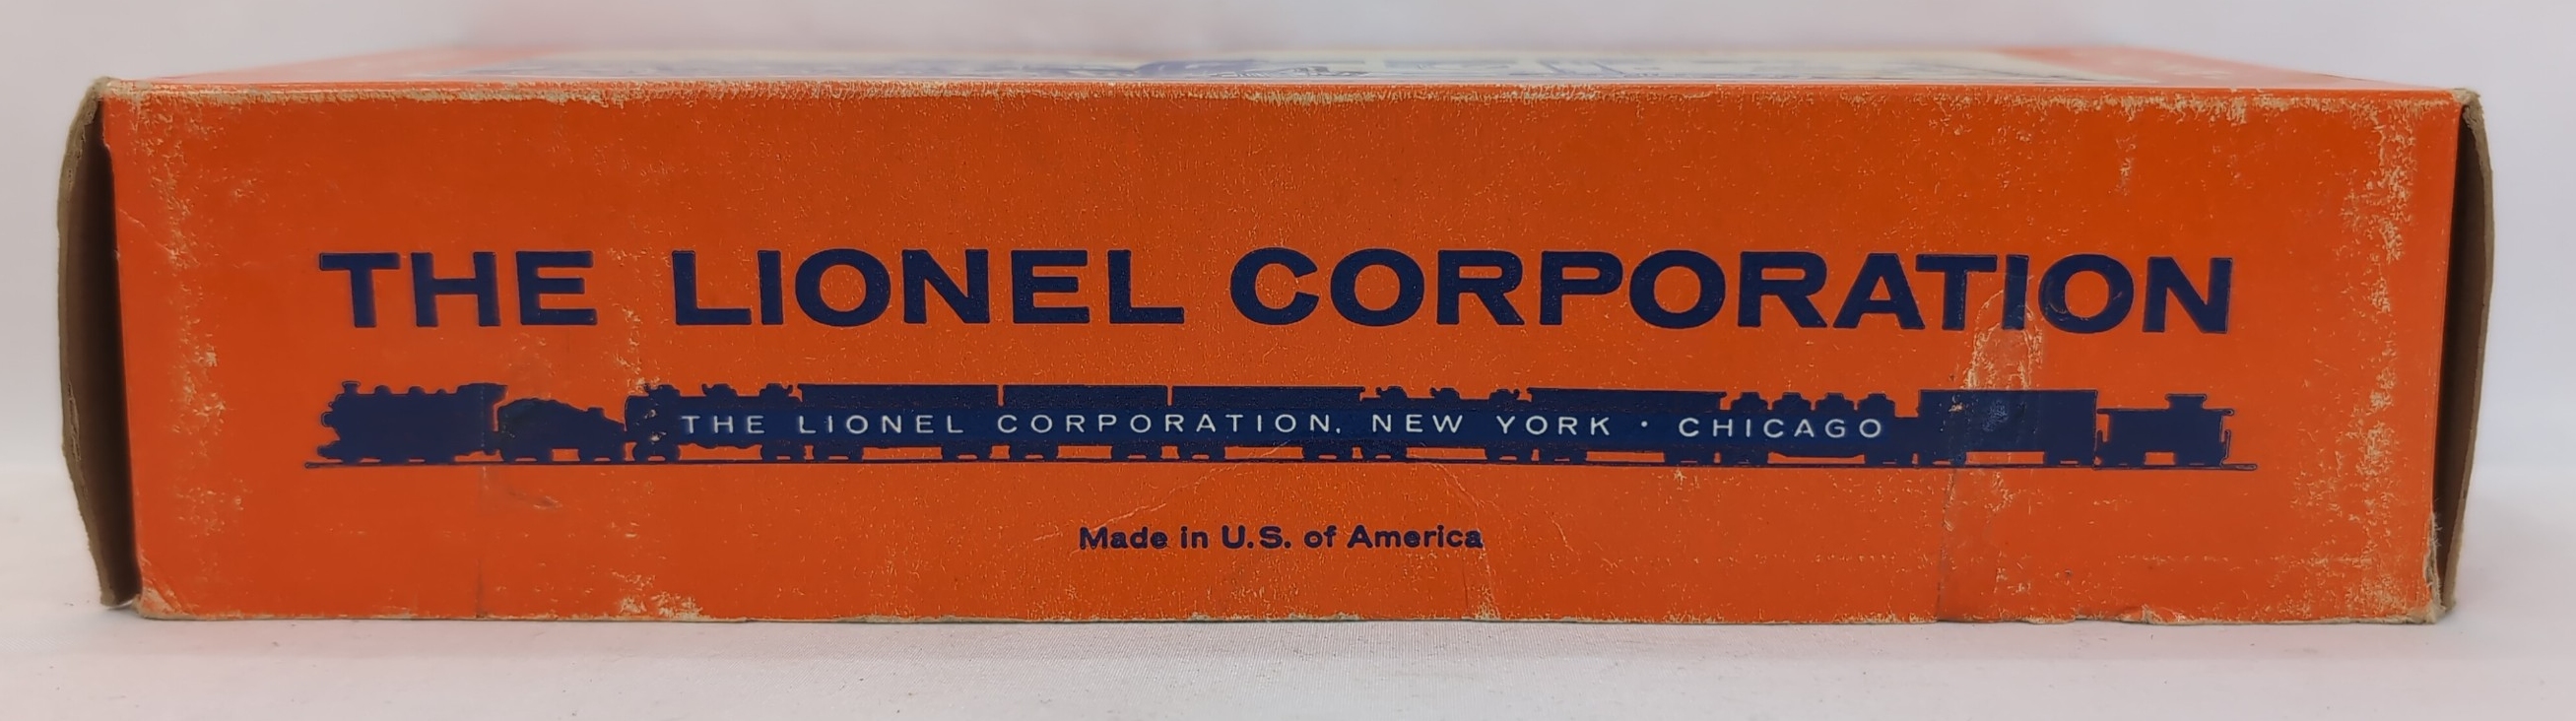 THE LIONEL CORPORATION
THE LIONEL CORPORATION, NEW YORK · CHICAGO
Made in U.S. of America